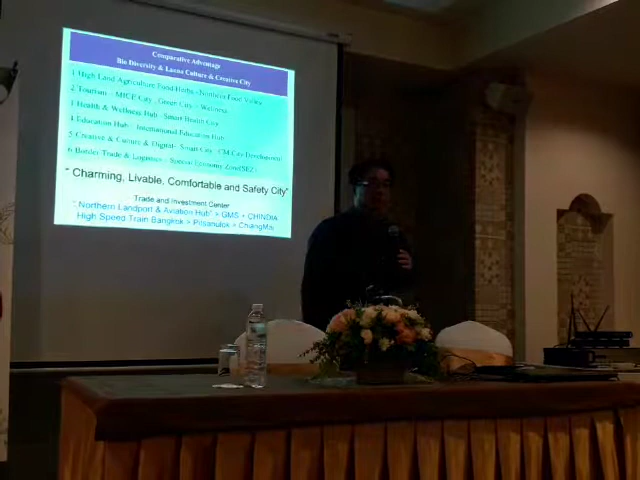 Comparative Advantage
Bio Diversity & Lanna Culture & Creative City
1 High Land Agriculture Food Herbs - Northern Food Valley
2 Tourism - MICE City , Green City > Wellness
3 Health & Wellness Hub - Smart Health City
4 Education Hub - International Education Hub
5 Creative & Culture & Digital- Smart City - CM City Development
6 Border Trade & Logistics - Special Economic Zone(SEZ)
" Charming, Livable, Comfortable and Safety City"
Trade and Investment Center
" Northern Landport & Aviation Hub" > GMS - CHINDIA
High Speed Train Bangkok > Pitsanulok > ChiangMai